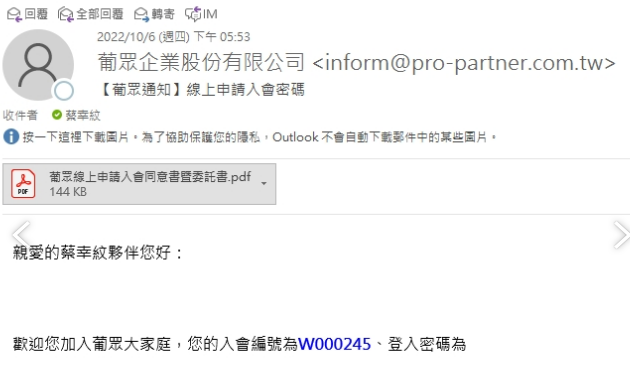 回覆 全部回覆 轉寄 IM
2022/10/6 (週四) 下午 05:53
葡眾企業股份有限公司 <inform@pro-partner.com.tw>
【葡眾通知】線上申請入會密碼
收件者 蔡幸紋
按一下這裡下載圖片。為了協助保護您的隱私，Outlook 不會自動下載郵件中的某些圖片。
葡眾線上申請入會同意書暨委託書.pdf
PDF
144 KB
親愛的蔡幸紋夥伴您好：
歡迎您加入葡眾大家庭，您的入會編號為W000245、登入密碼為